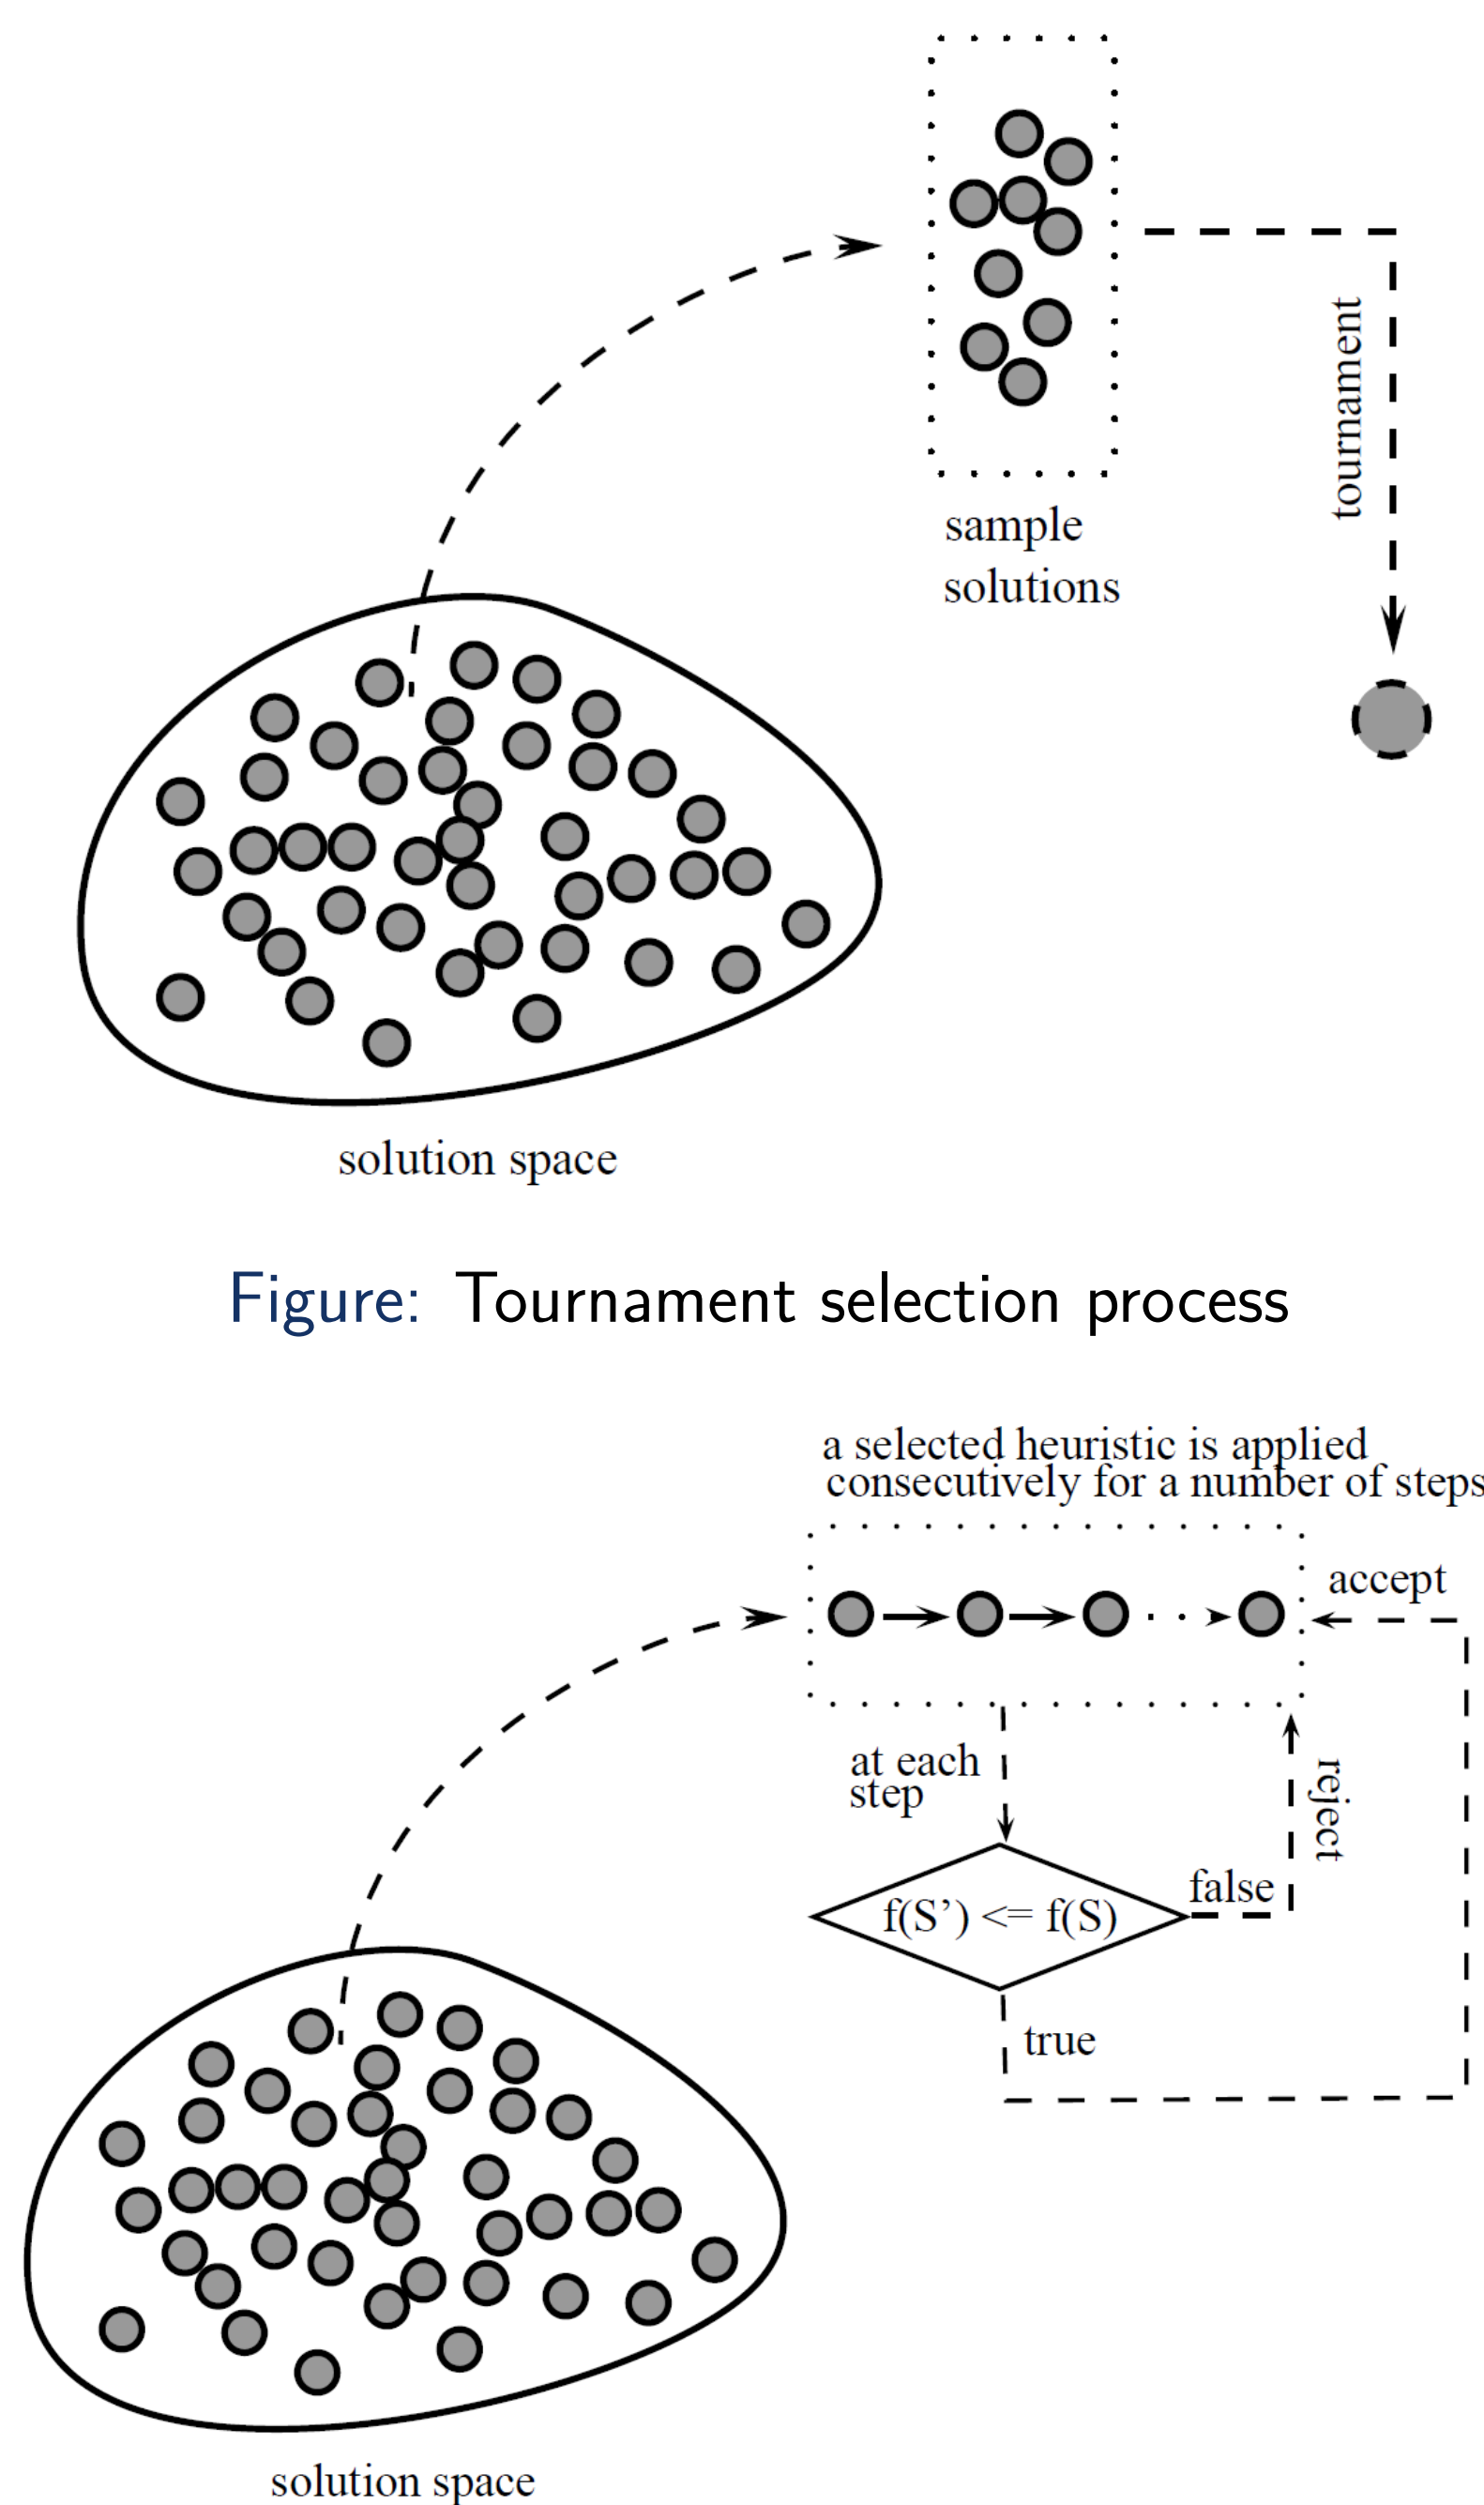 tournament
sample
solutions
solution space
Figure: Tournament selection process
a selected heuristic is applied
consecutively for a number of steps
accept
at each
step
reject
false
f(S’) <= f(S)
true
solution space